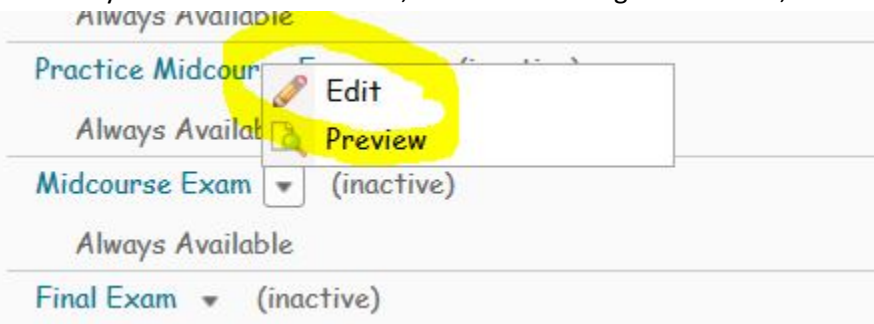 Always Available
Practice Midcour
Edit
Always Availab
Preview
Midcourse Exam (inactive)
Always Available
Final Exam (inactive)